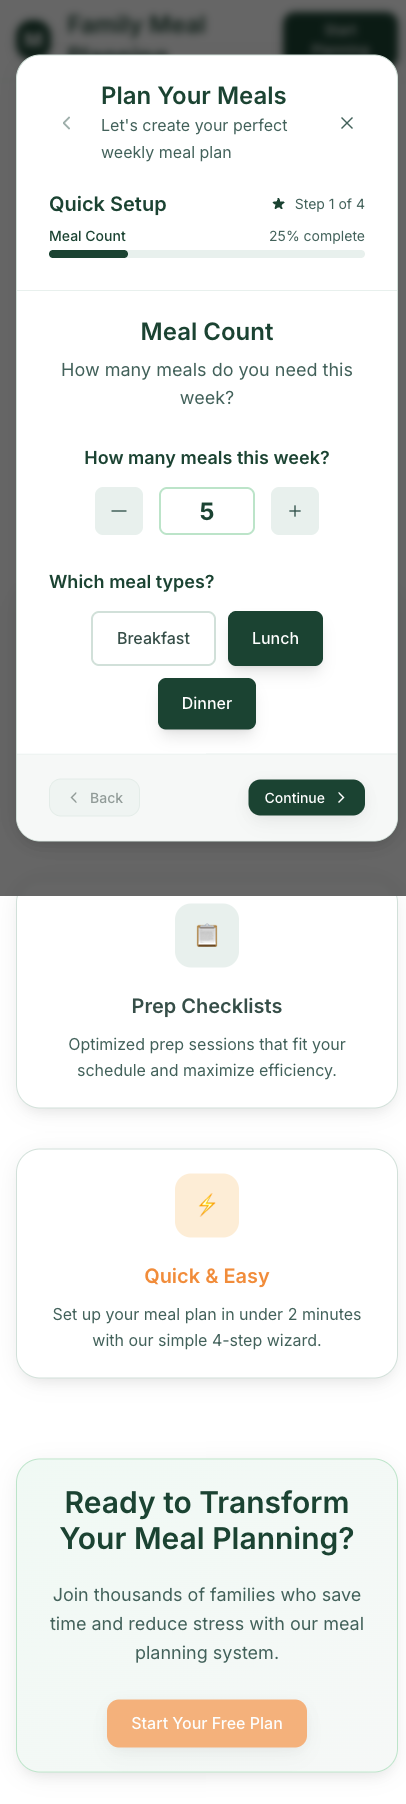 Family Meal
Start
Planning
Planning
Plan Your Meals
Let's create your perfect
weekly meal plan
Quick Setup
Step 1 of 4
Meal Count
25% complete
Meal Count
How many meals do you need this
week?
How many meals this week?
5
Which meal types?
Breakfast
Lunch
Dinner
Back
Continue
Prep Checklists
Optimized prep sessions that fit your
schedule and maximize efficiency.
Quick & Easy
Set up your meal plan in under 2 minutes
with our simple 4-step wizard.
Ready to Transform
Your Meal Planning?
Join thousands of families who save
time and reduce stress with our meal
planning system.
Start Your Free Plan